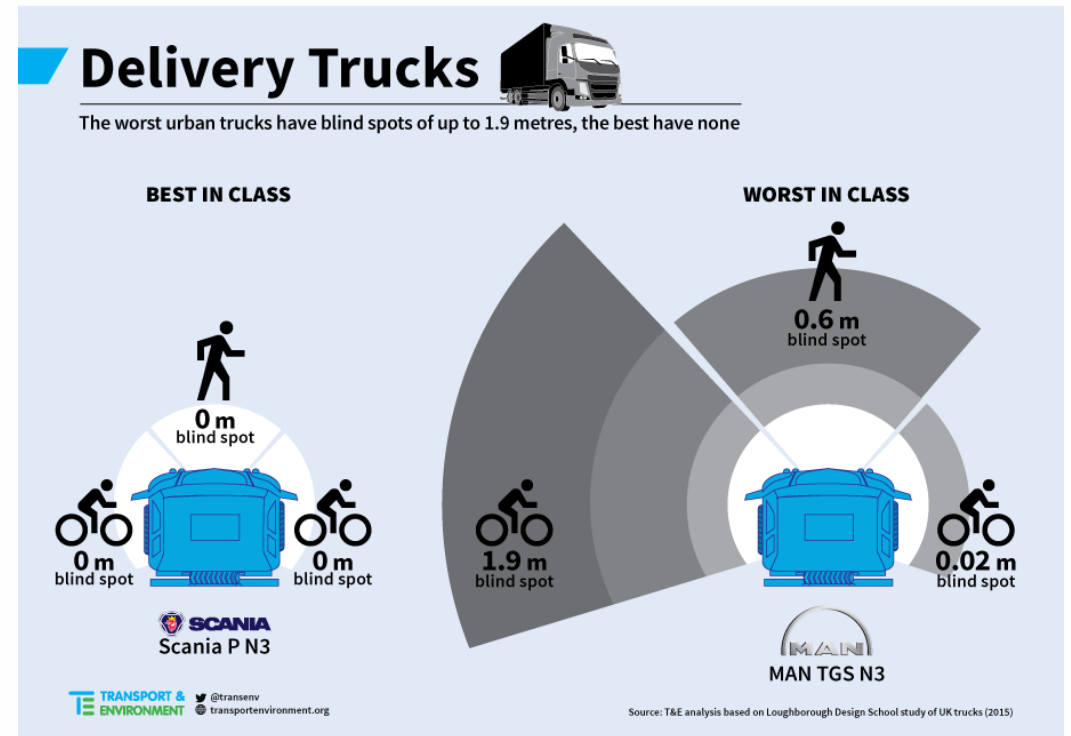 Delivery Trucks
The worst urban trucks have blind spots of up to 1.9 metres, the best have none
BEST IN CLASS
0 m
blind spot
0 m
blind spot
0 m
blind spot
SCANIA
Scania P N3
WORST IN CLASS
0.6 m
blind spot
1.9 m
blind spot
0.02 m
blind spot
MAN
MAN TGS N3
TE TRANSPORT &
ENVIRONMENT
@transenv
transportenvironment.org
Source: T&E analysis based on Loughborough Design School study of UK trucks (2015)